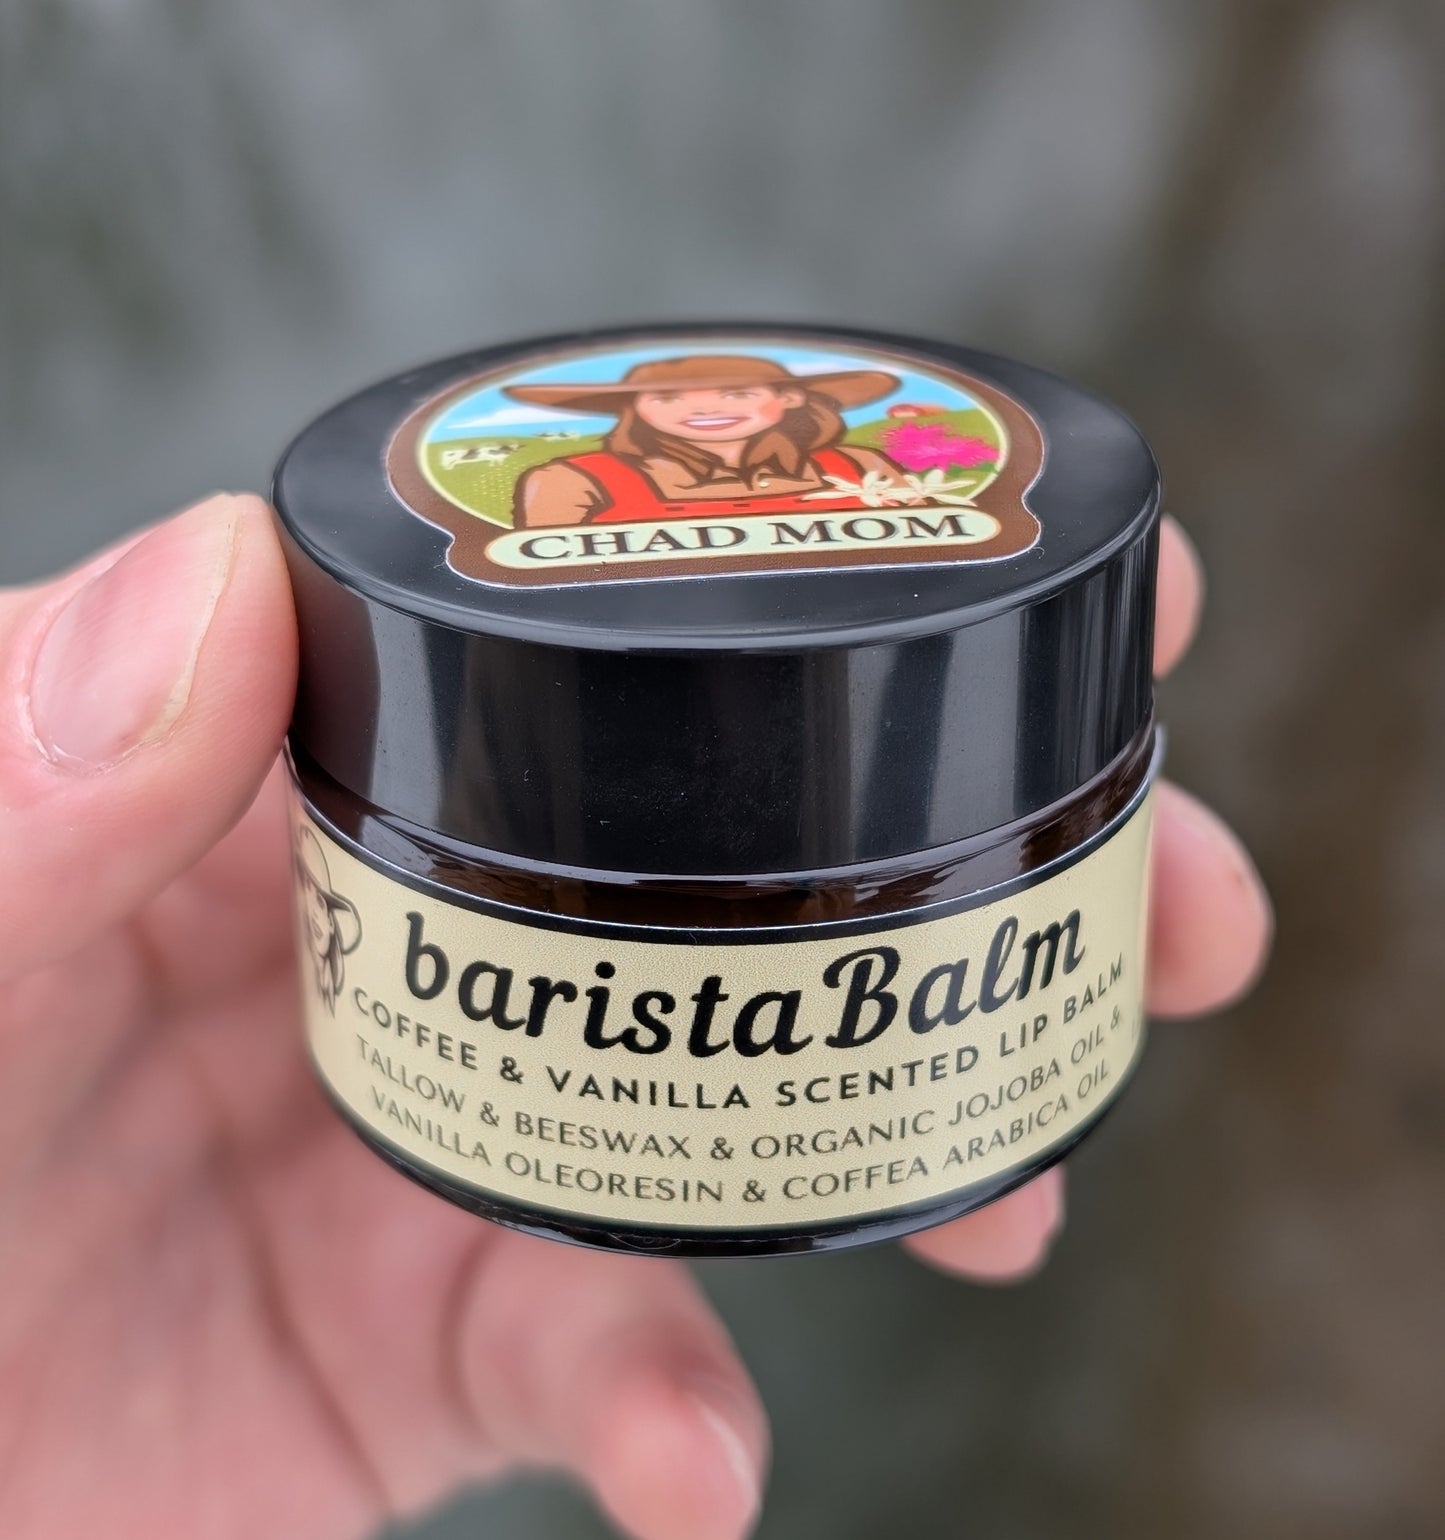 CHAD MOM
baristaBalm
COFFEE & VANILLA SCENTED LIP BALM
TALLOW & BEESWAX & ORGANIC JOJOBA OIL &
VANILLA OLEORESIN & COFFEA ARABICA OIL